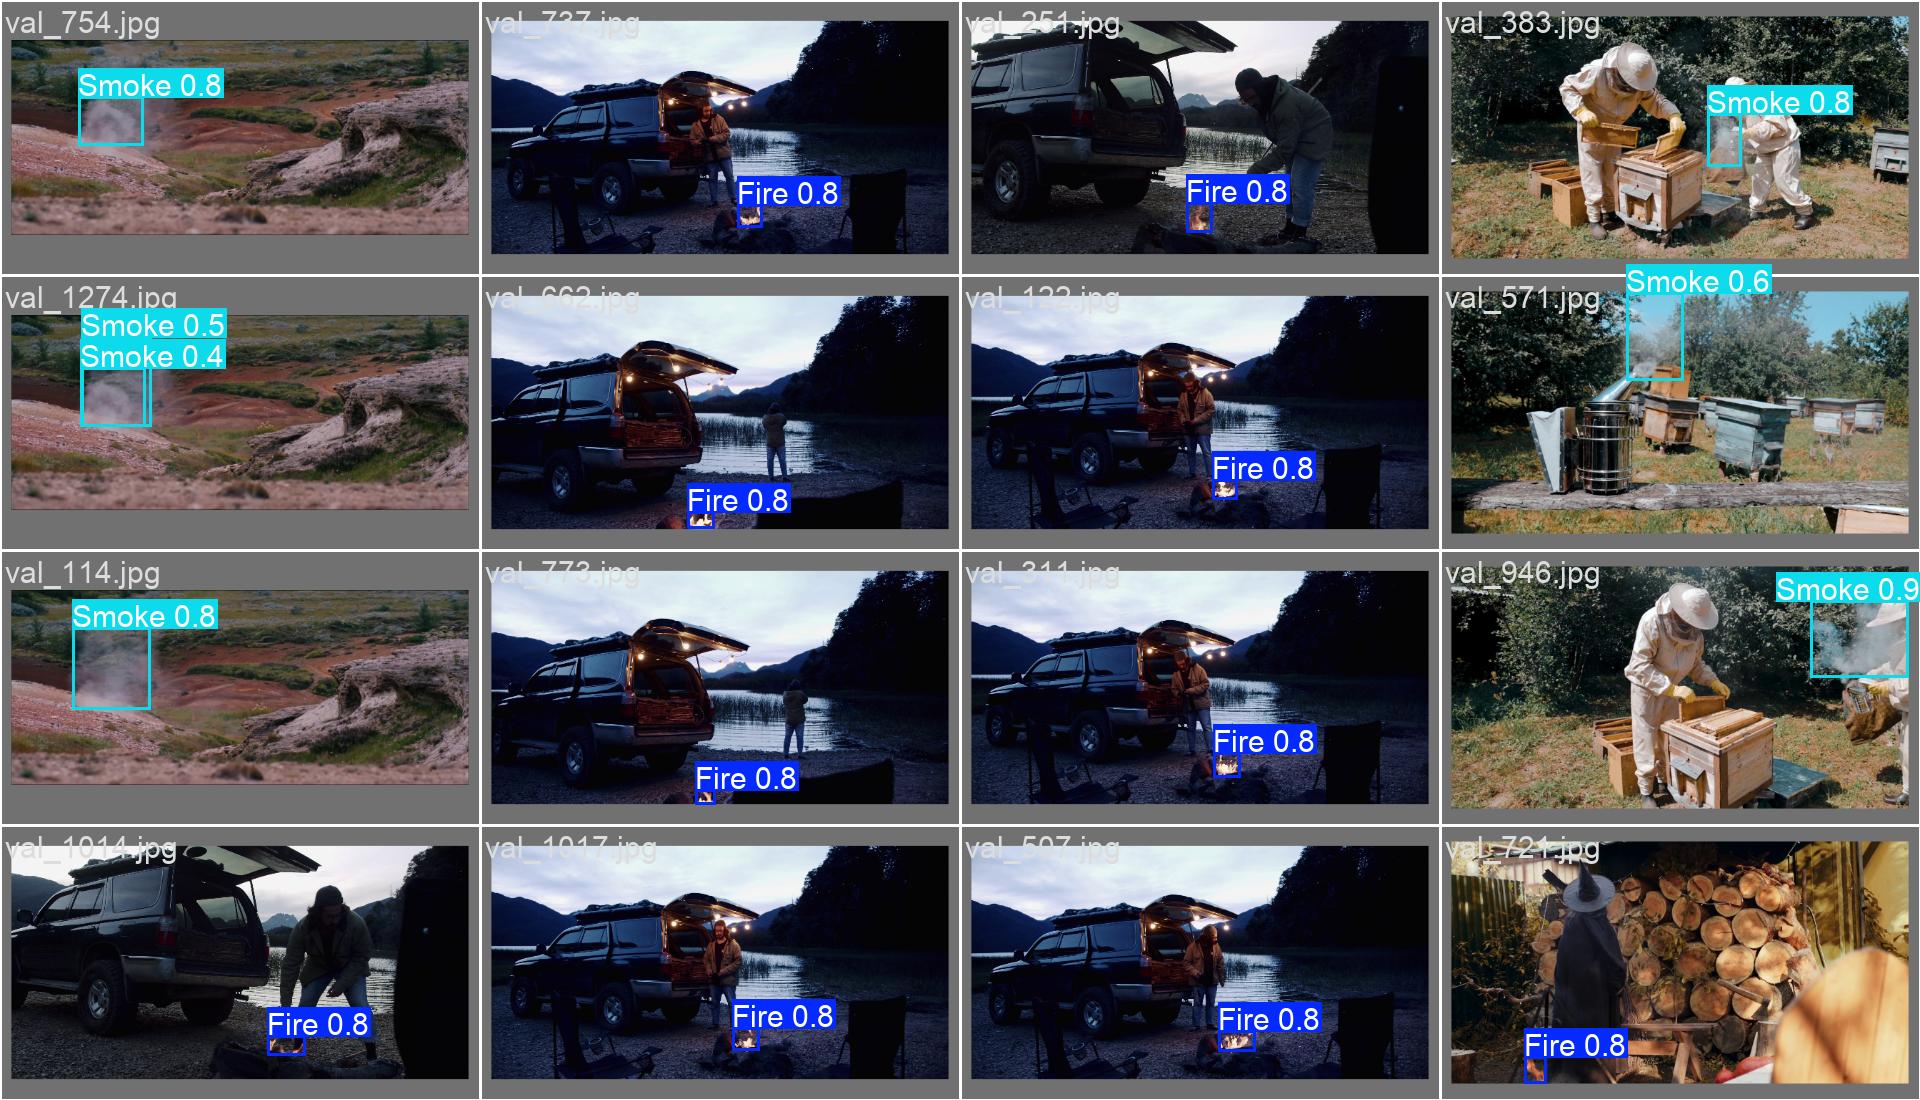 val_754.jpg
Smoke 0.8
val_737.jpg
Fire 0.8
val_251.jpg
Fire 0.8
val_383.jpg
Smoke 0.8
val_1274.jpg
Smoke 0.5
Smoke 0.4
val_662.jpg
Fire 0.8
val_122.jpg
Fire 0.8
val_571.jpg
Smoke 0.6
val_114.jpg
Smoke 0.8
val_773.jpg
Fire 0.8
val_311.jpg
Fire 0.8
val_946.jpg
Smoke 0.9
val_1014.jpg
Fire 0.8
val_1017.jpg
Fire 0.8
val_507.jpg
Fire 0.8
val_721.jpg
Fire 0.8